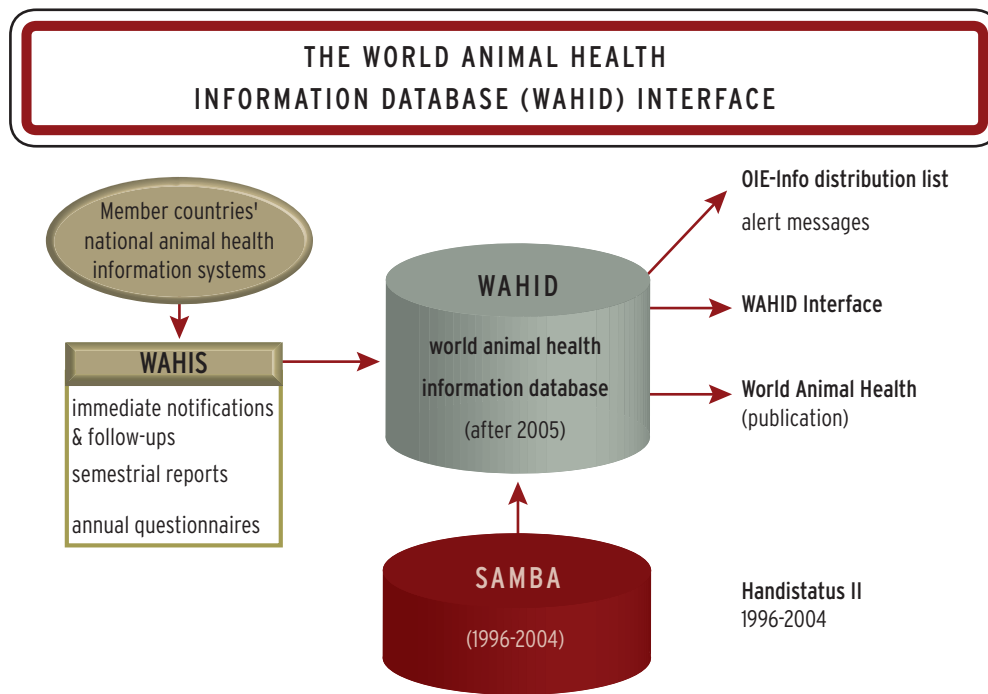 THE WORLD ANIMAL HEALTH
INFORMATION DATABASE (WAHID) INTERFACE
Member countries'
national animal health
information systems
WAHIS
immediate notifications
& follow-ups
semestrial reports
annual questionnaires
WAHID
world animal health
information database
(after 2005)
SAMBA
(1996-2004)
OIE-Info distribution list
alert messages
WAHID Interface
World Animal Health
(publication)
Handistatus II
1996-2004